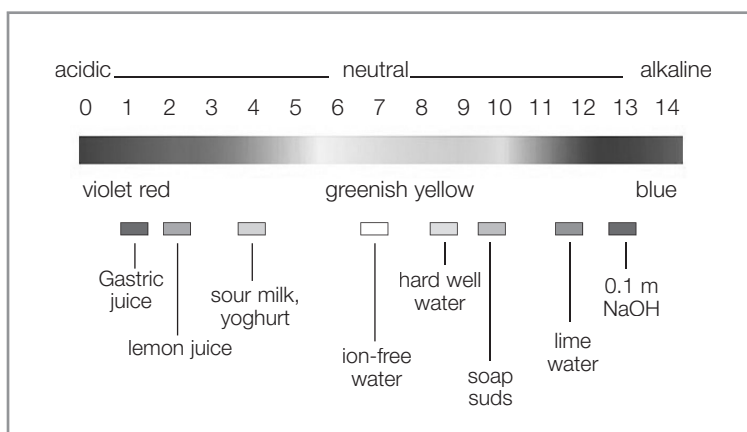 acidic neutral alkaline
0 1 2 3 4 5 6 7 8 9 10 11 12 13 14
violet red greenish yellow blue
Gastric
juice
lemon juice
sour milk,
yoghurt
ion-free
water
hard well
water
soap
suds
lime
water
0.1 m
NaOH